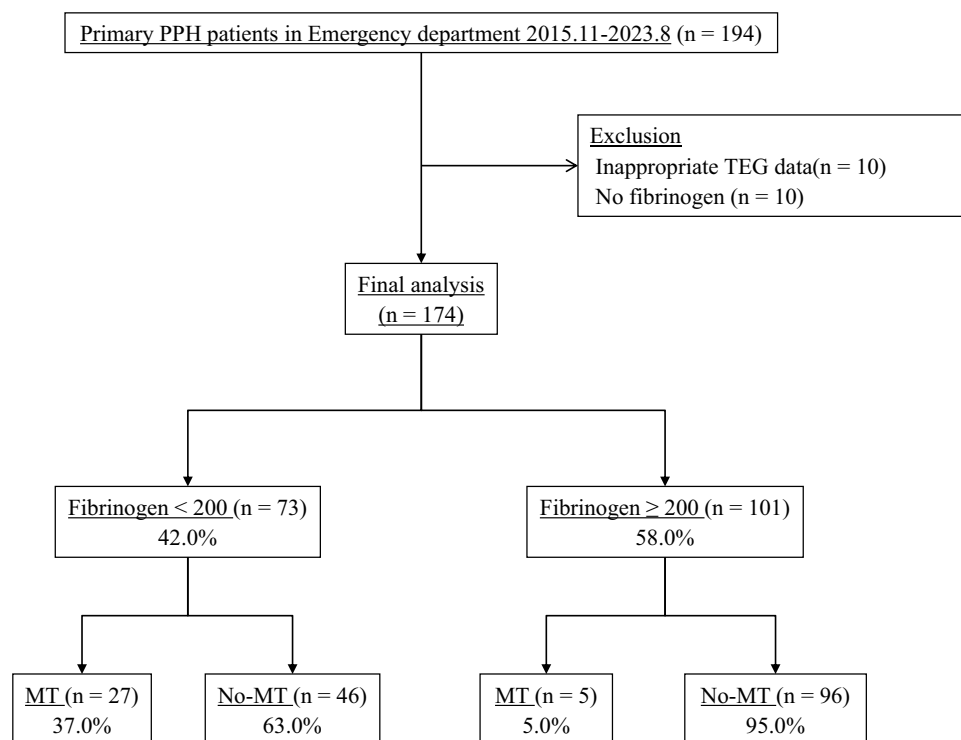 Primary PPH patients in Emergency department 2015.11-2023.8 (n = 194)
Exclusion
Inappropriate TEG data(n = 10)
No fibrinogen (n = 10)
Final analysis
(n = 174)
Fibrinogen < 200 (n = 73)
42.0%
Fibrinogen ≥ 200 (n = 101)
58.0%
MT (n = 27)
37.0%
No-MT (n = 46)
63.0%
MT (n = 5)
5.0%
No-MT (n = 96)
95.0%